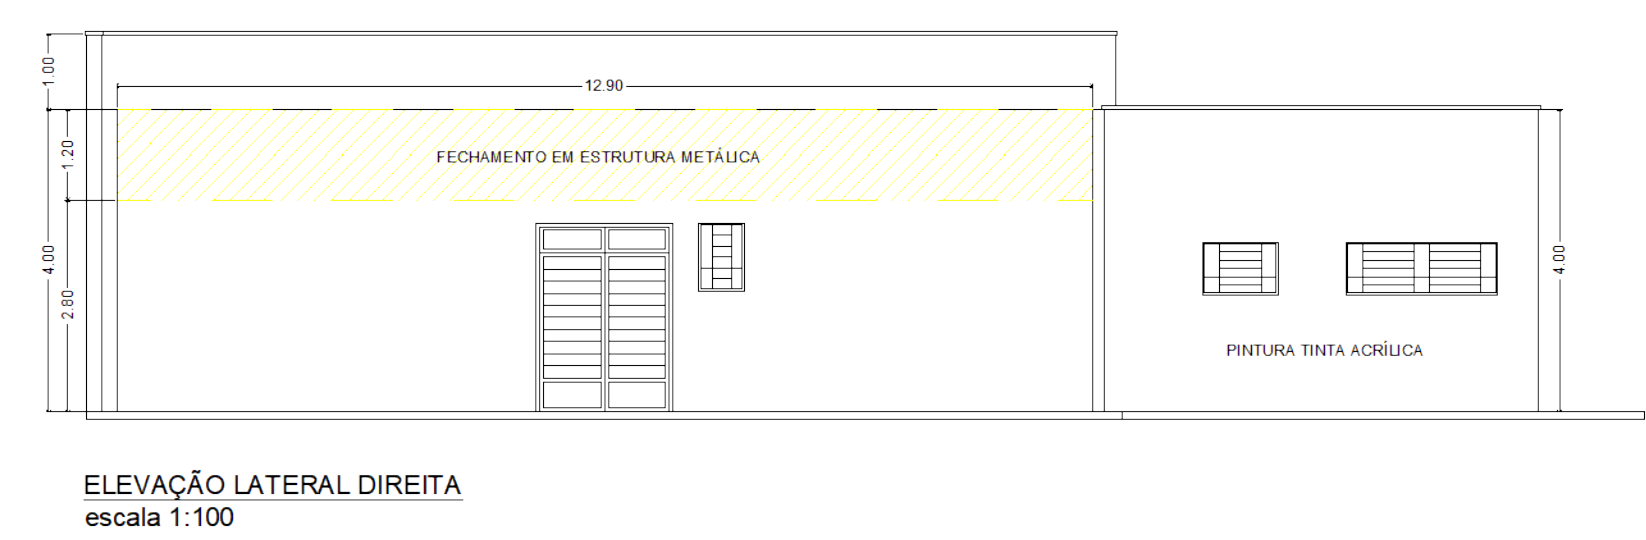 1.00
12.90
1.20
FECHAMENTO EM ESTRUTURA METÁLICA
4.00
2.80
4.00
PINTURA TINTA ACRÍLICA
ELEVAÇÃO LATERAL DIREITA
escala 1:100